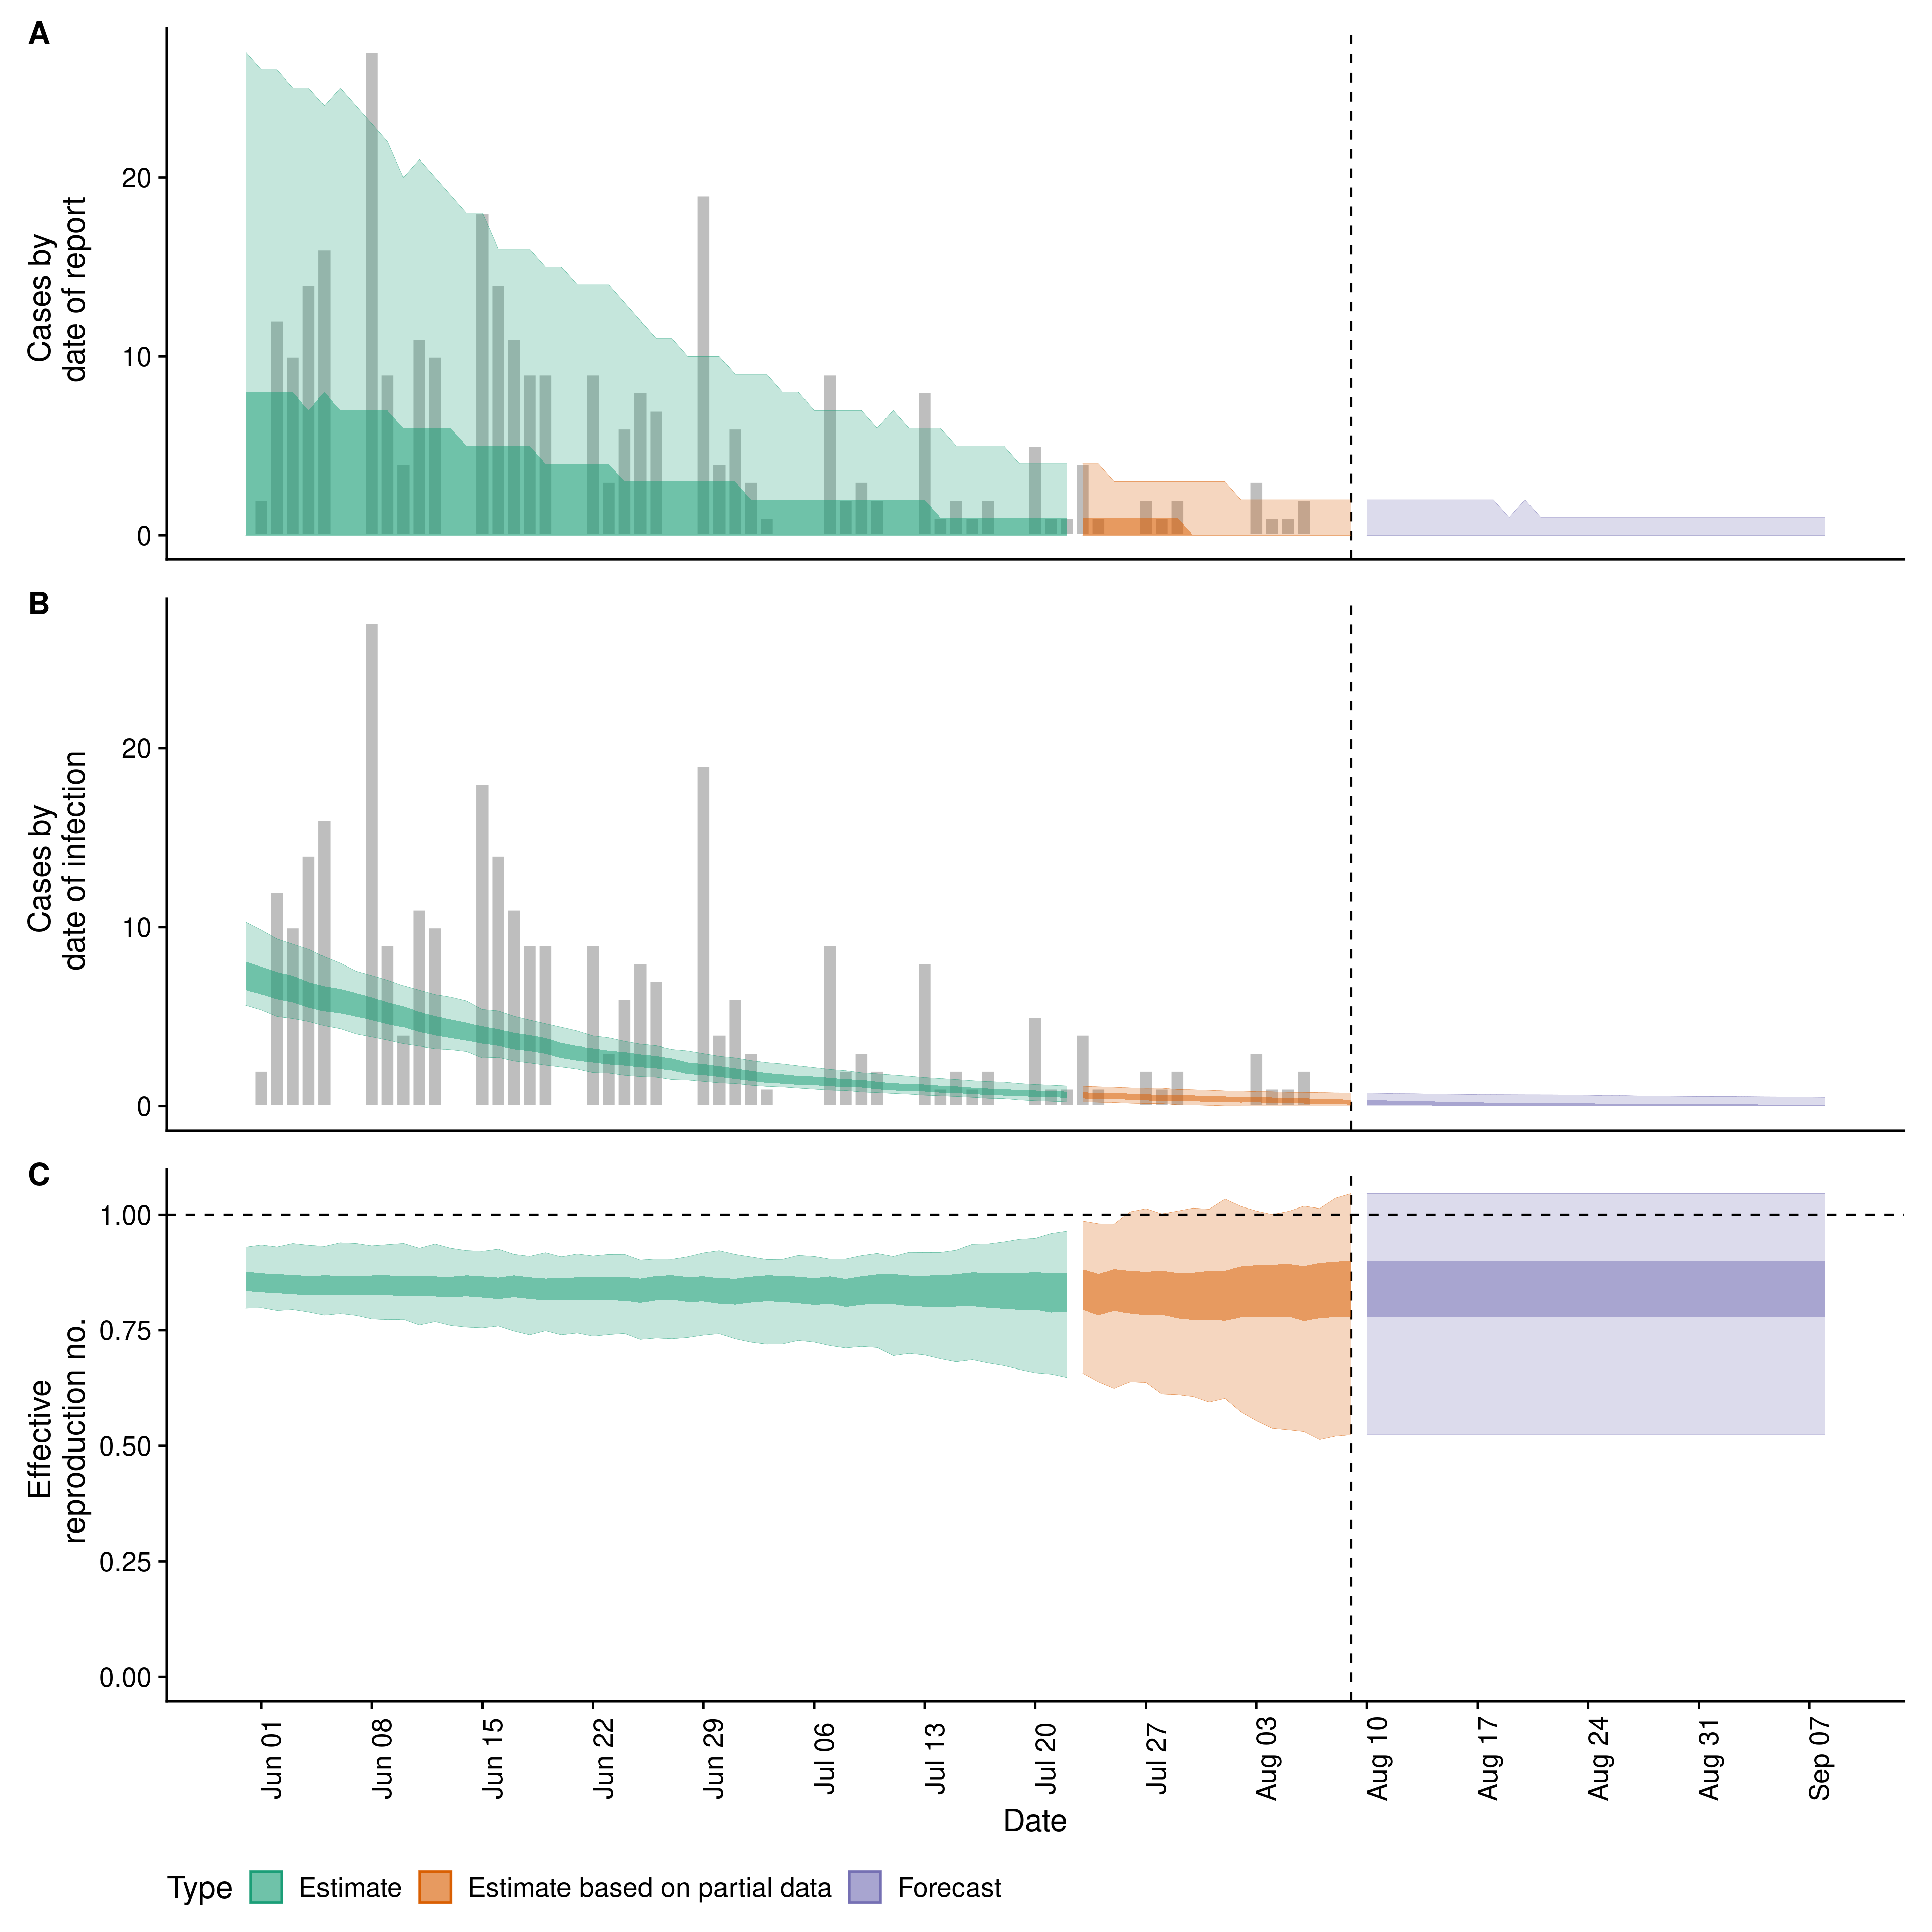 A
Cases by
date of report
20
10
0
B
Cases by
date of infection
20
10
0
C
Effective
reproduction no.
1.00
0.75
0.50
0.25
0.00
Jun 01
Jun 08
Jun 15
Jun 22
Jun 29
Jul 06
Jul 13
Jul 20
Jul 27
Aug 03
Aug 10
Aug 17
Aug 24
Aug 31
Sep 07
Date
Type Estimate Estimate based on partial data Forecast